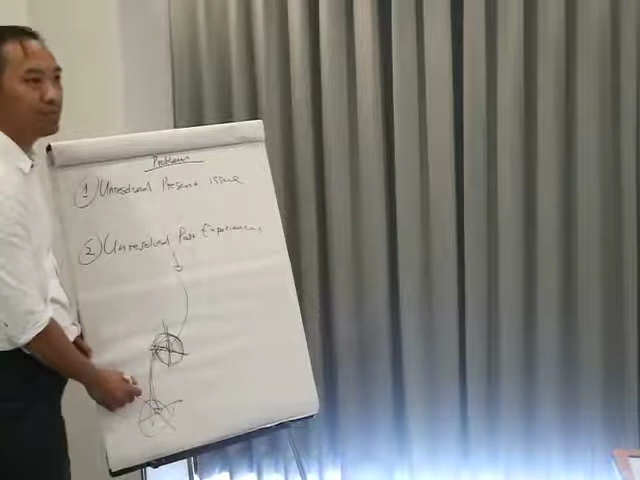 Problems
① Unresolved Present issue
② Unresolved Past Experiences